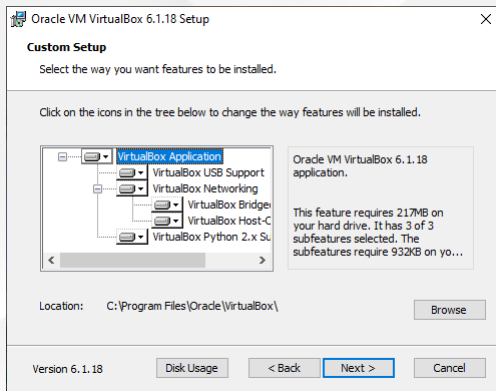 Oracle VM VirtualBox 6.1.18 Setup
Custom Setup
Select the way you want features to be installed.
Click on the icons in the tree below to change the way features will be installed.
VirtualBox Application
VirtualBox USB Support
VirtualBox Networking
VirtualBox Bridge
VirtualBox Host-C
VirtualBox Python 2.x Su
Oracle VM VirtualBox 6.1.18
application.
This feature requires 217MB on
your hard drive. It has 3 of 3
subfeatures selected. The
subfeatures require 932KB on yo...
Location: C:\Program Files\Oracle\VirtualBox\
Browse
Version 6.1.18 Disk Usage < Back Next > Cancel